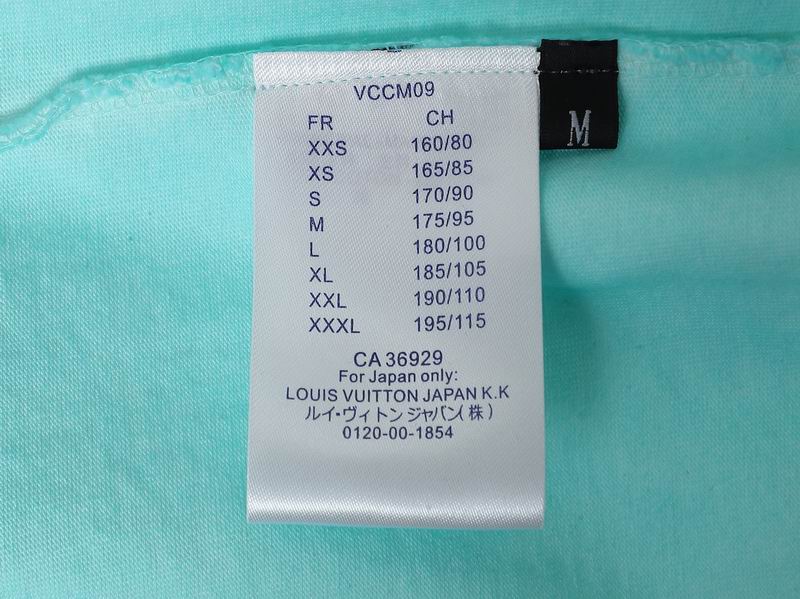 VCCM09
FR CH
XXS 160/80
XS 165/85
S 170/90
M 175/95
L 180/100
XL 185/105
XXL 190/110
XXXL 195/115
CA 36929
For Japan only:
LOUIS VUITTON JAPAN K.K
ルイ・ヴィトン ジャパン(株)
0120-00-1854
M